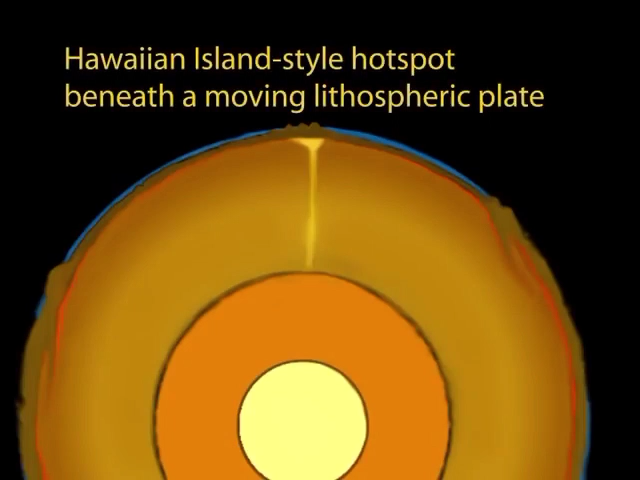 Hawaiian Island-style hotspot
beneath a moving lithospheric plate